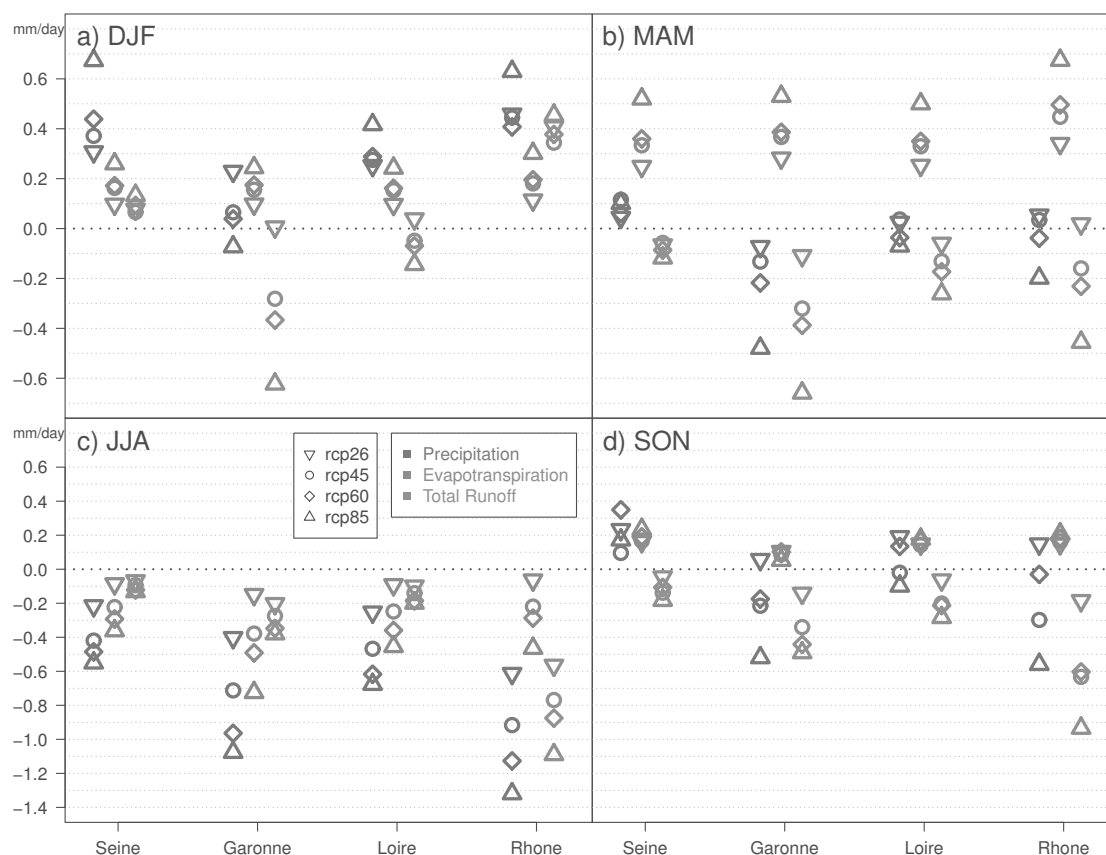 mm/day
a) DJF
b) MAM
0.6
0.4
0.2
0.0
−0.2
−0.4
−0.6
mm/day
c) JJA
d) SON
rcp26
rcp45
rcp60
rcp85
Precipitation
Evapotranspiration
Total Runoff
0.6
0.4
0.2
0.0
−0.2
−0.4
−0.6
−0.8
−1.0
−1.2
−1.4
Seine Garonne Loire Rhone Seine Garonne Loire Rhone